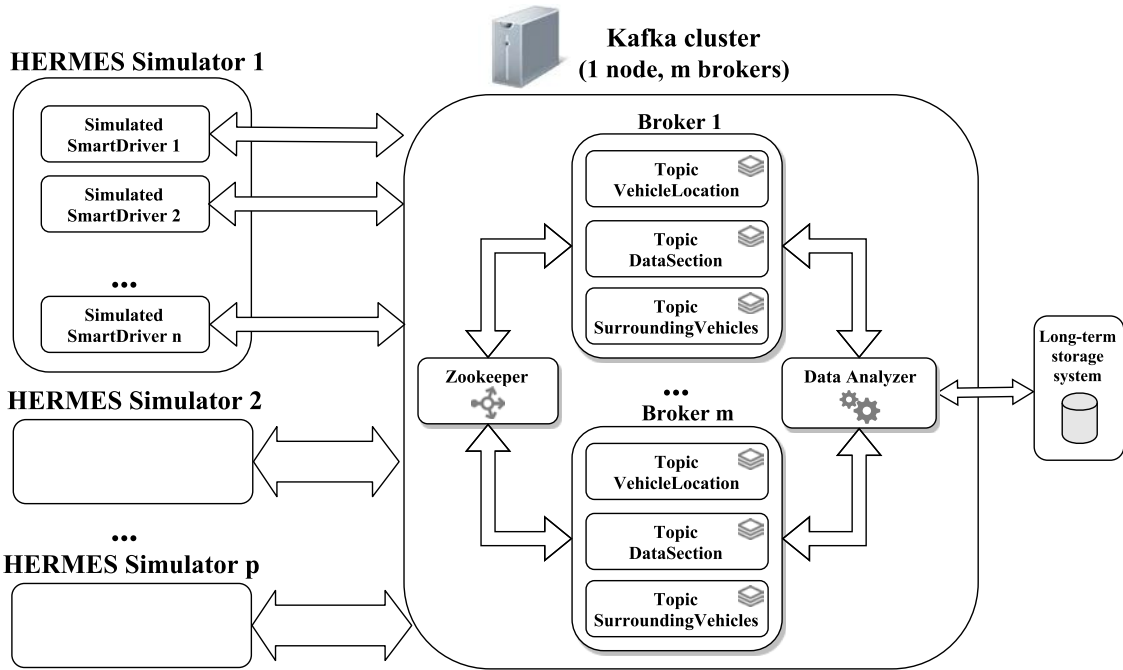 HERMES Simulator 1
Simulated
SmartDriver 1
Simulated
SmartDriver 2
...
Simulated
SmartDriver n
HERMES Simulator 2
...
HERMES Simulator p
Kafka cluster
(1 node, m brokers)
Broker 1
Topic
VehicleLocation
Topic
DataSection
Topic
SurroundingVehicles
Zookeeper
...
Data Analyzer
Broker m
Topic
VehicleLocation
Topic
DataSection
Topic
SurroundingVehicles
Long-term
storage
system